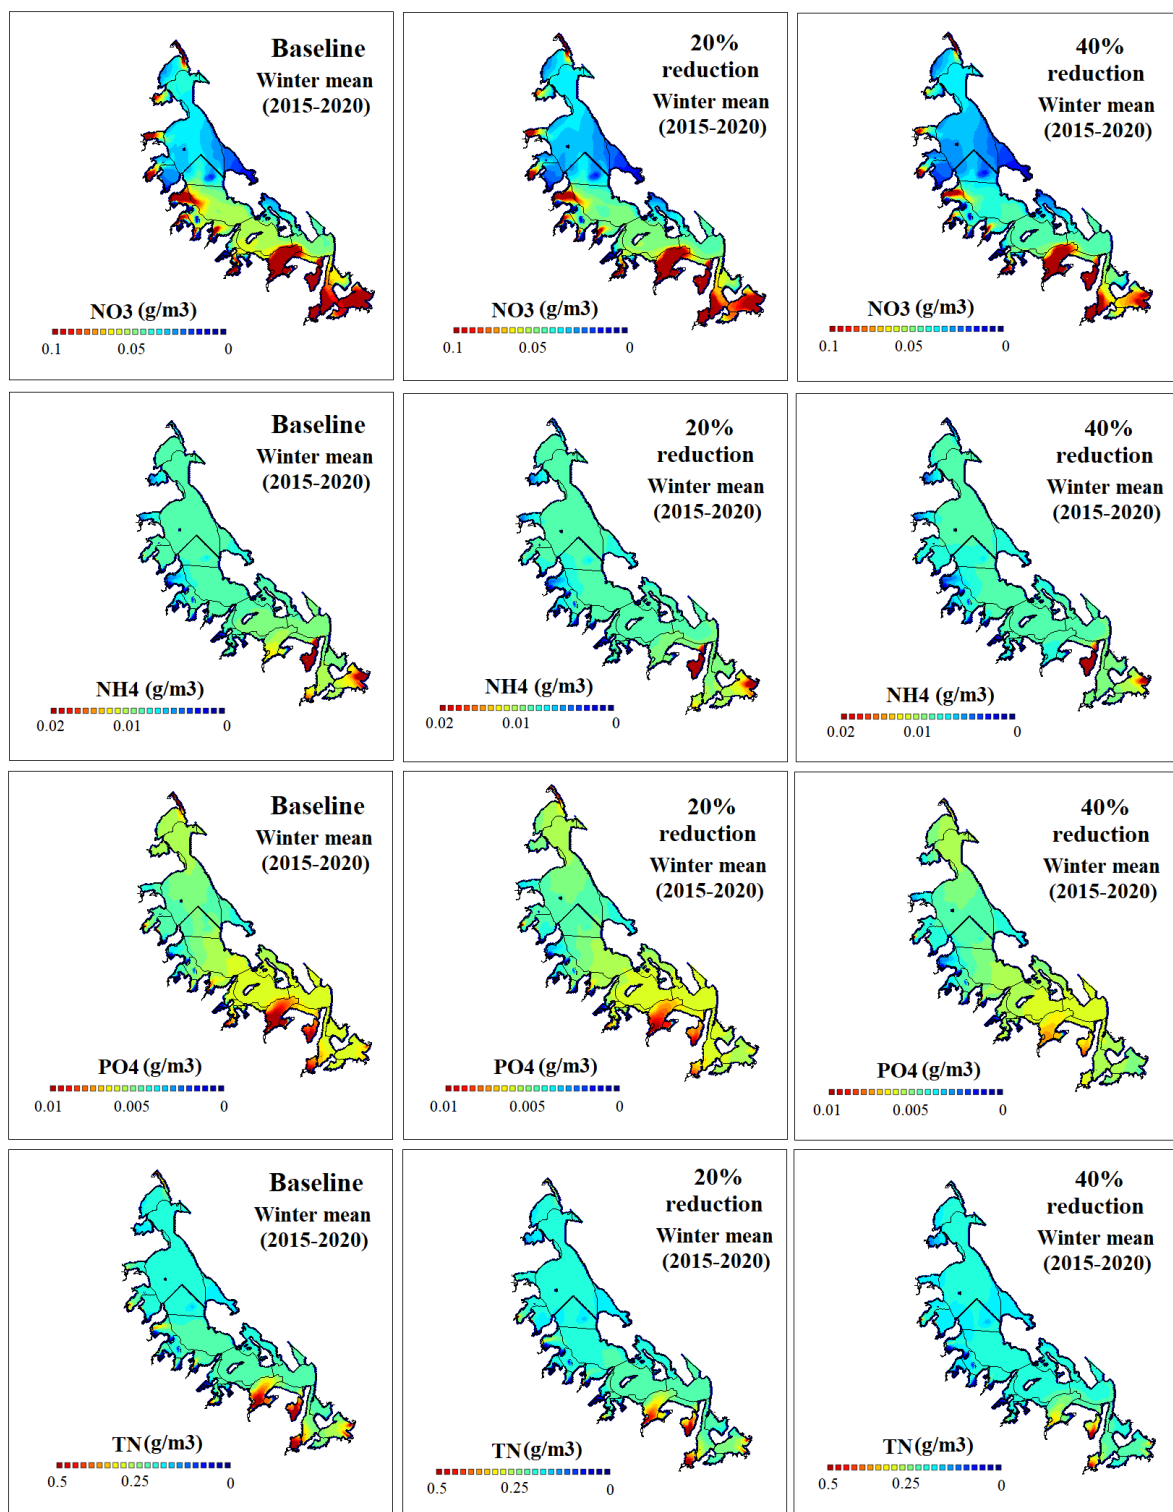 Baseline
Winter mean
(2015-2020)
NO3 (g/m3)
0.1 0.05 0
20%
reduction
Winter mean
(2015-2020)
NO3 (g/m3)
0.1 0.05 0
40%
reduction
Winter mean
(2015-2020)
NO3 (g/m3)
0.1 0.05 0
Baseline
Winter mean
(2015-2020)
NH4 (g/m3)
0.02 0.01 0
20%
reduction
Winter mean
(2015-2020)
NH4 (g/m3)
0.02 0.01 0
40%
reduction
Winter mean
(2015-2020)
NH4 (g/m3)
0.02 0.01 0
Baseline
Winter mean
(2015-2020)
PO4 (g/m3)
0.01 0.005 0
20%
reduction
Winter mean
(2015-2020)
PO4 (g/m3)
0.01 0.005 0
40%
reduction
Winter mean
(2015-2020)
PO4 (g/m3)
0.01 0.005 0
Baseline
Winter mean
(2015-2020)
TN(g/m3)
0.5 0.25 0
20%
reduction
Winter mean
(2015-2020)
TN(g/m3)
0.5 0.25 0
40%
reduction
Winter mean
(2015-2020)
TN(g/m3)
0.5 0.25 0